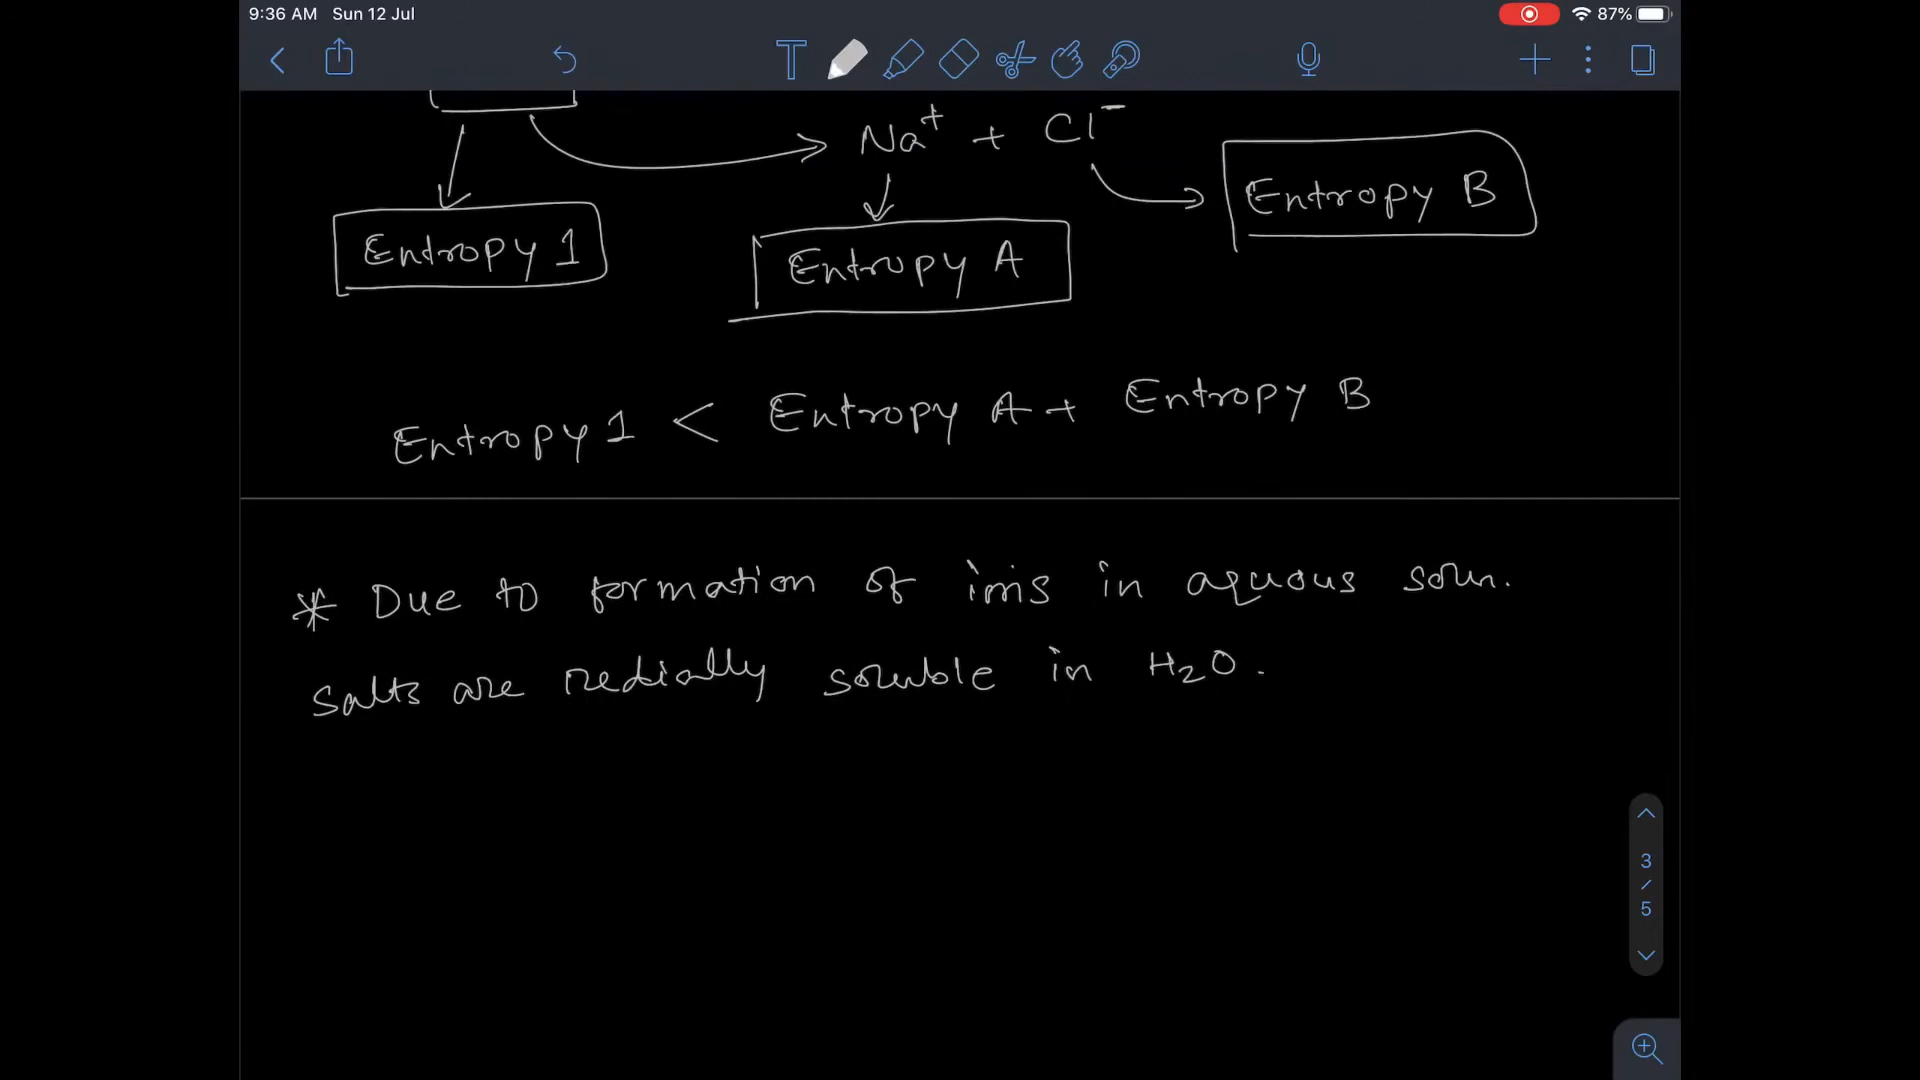 9:36 AM Sun 12 Jul 87%
Na⁺ + Cl⁻
Entropy B
Entropy 1
Entropy A
Entropy 1 < Entropy A + Entropy B
* Due to formation of ions in aquous soln.
Salts are redially soluble in H₂O.
3
/
5